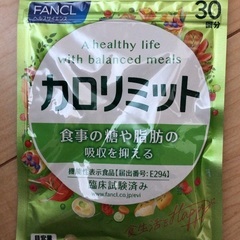 FANCL
30
回分
A healthy life
with balanced meals
カロリミット
食事の糖や脂肪の
吸収を抑える
機能性表示食品【届出番号:E294】
臨床試験済み